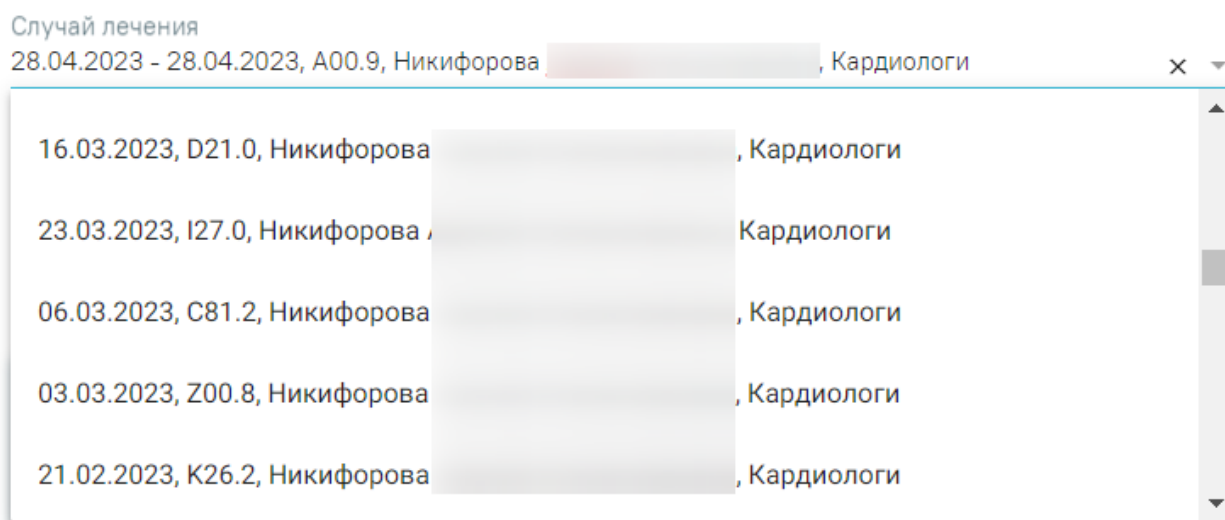 Случай лечения
28.04.2023 - 28.04.2023, A00.9, Никифорова , Кардиологи
16.03.2023, D21.0, Никифорова , Кардиологи
23.03.2023, I27.0, Никифорова Кардиологи
06.03.2023, C81.2, Никифорова , Кардиологи
03.03.2023, Z00.8, Никифорова , Кардиологи
21.02.2023, K26.2, Никифорова , Кардиологи